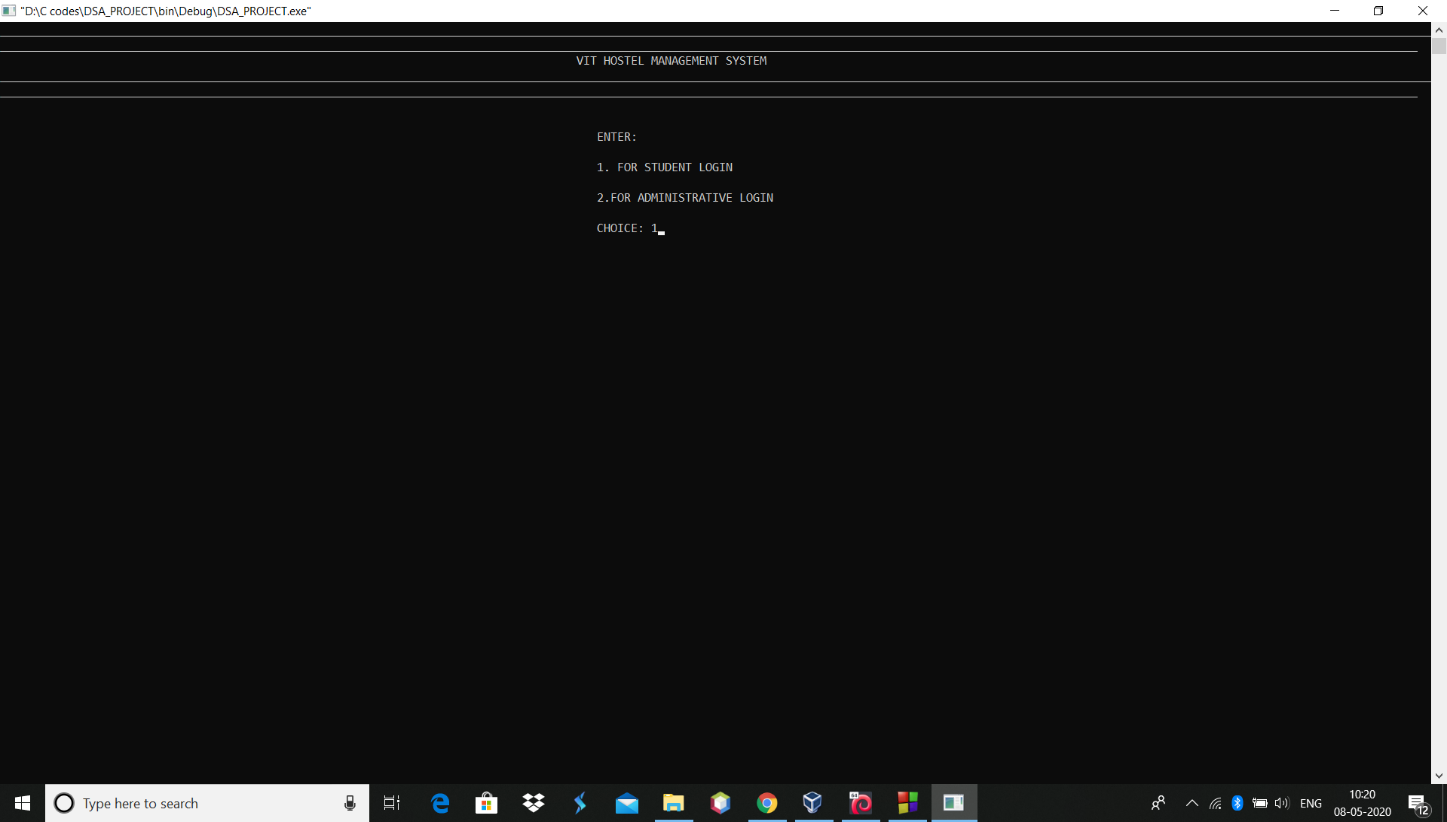 "D:\C codes\DSA_PROJECT\bin\Debug\DSA_PROJECT.exe"
VIT HOSTEL MANAGEMENT SYSTEM
ENTER:
1. FOR STUDENT LOGIN
2.FOR ADMINISTRATIVE LOGIN
CHOICE: 1
Type here to search
ENG
10:20
08-05-2020
12